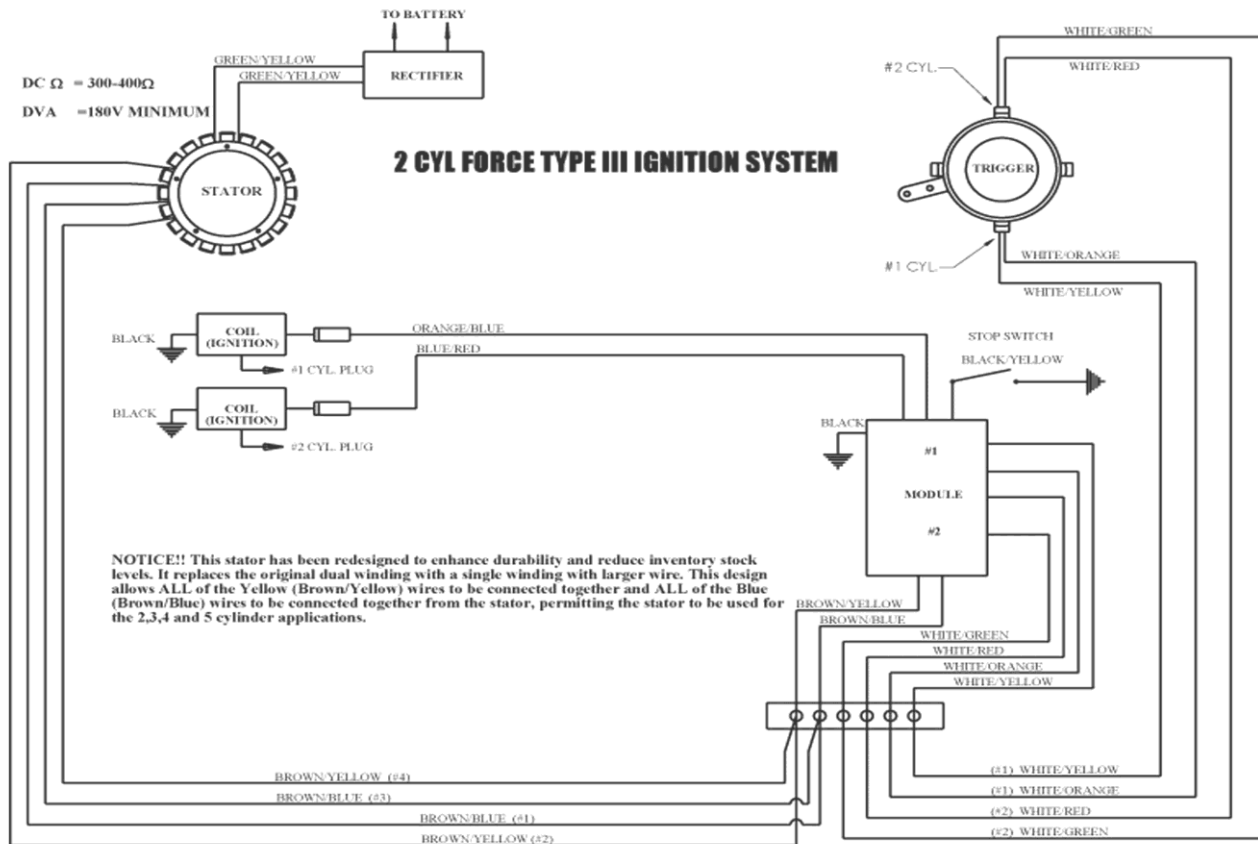 TO BATTERY
GREEN/YELLOW
GREEN/YELLOW
RECTIFIER
DC Ω = 300-400Ω
DVA =180V MINIMUM
STATOR
2 CYL FORCE TYPE III IGNITION SYSTEM
WHITE/GREEN
WHITE/RED
#2 CYL.
TRIGGER
#1 CYL.
WHITE/ORANGE
WHITE/YELLOW
BLACK
COIL
(IGNITION)
ORANGE/BLUE
#1 CYL. PLUG
BLUE/RED
BLACK
COIL
(IGNITION)
#2 CYL. PLUG
STOP SWITCH
BLACK/YELLOW
BLACK
#1
MODULE
#2
NOTICE!! This stator has been redesigned to enhance durability and reduce inventory stock
levels. It replaces the original dual winding with a single winding with larger wire. This design
allows ALL of the Yellow (Brown/Yellow) wires to be connected together and ALL of the Blue
(Brown/Blue) wires to be connected together from the stator, permitting the stator to be used for
the 2,3,4 and 5 cylinder applications.
BROWN/YELLOW
BROWN/BLUE
WHITE/GREEN
WHITE/RED
WHITE/ORANGE
WHITE/YELLOW
BROWN/YELLOW (#4)
BROWN/BLUE (#3)
BROWN/BLUE (#1)
BROWN/YELLOW (#2)
(#1) WHITE/YELLOW
(#1) WHITE/ORANGE
(#2) WHITE/RED
(#2) WHITE/GREEN